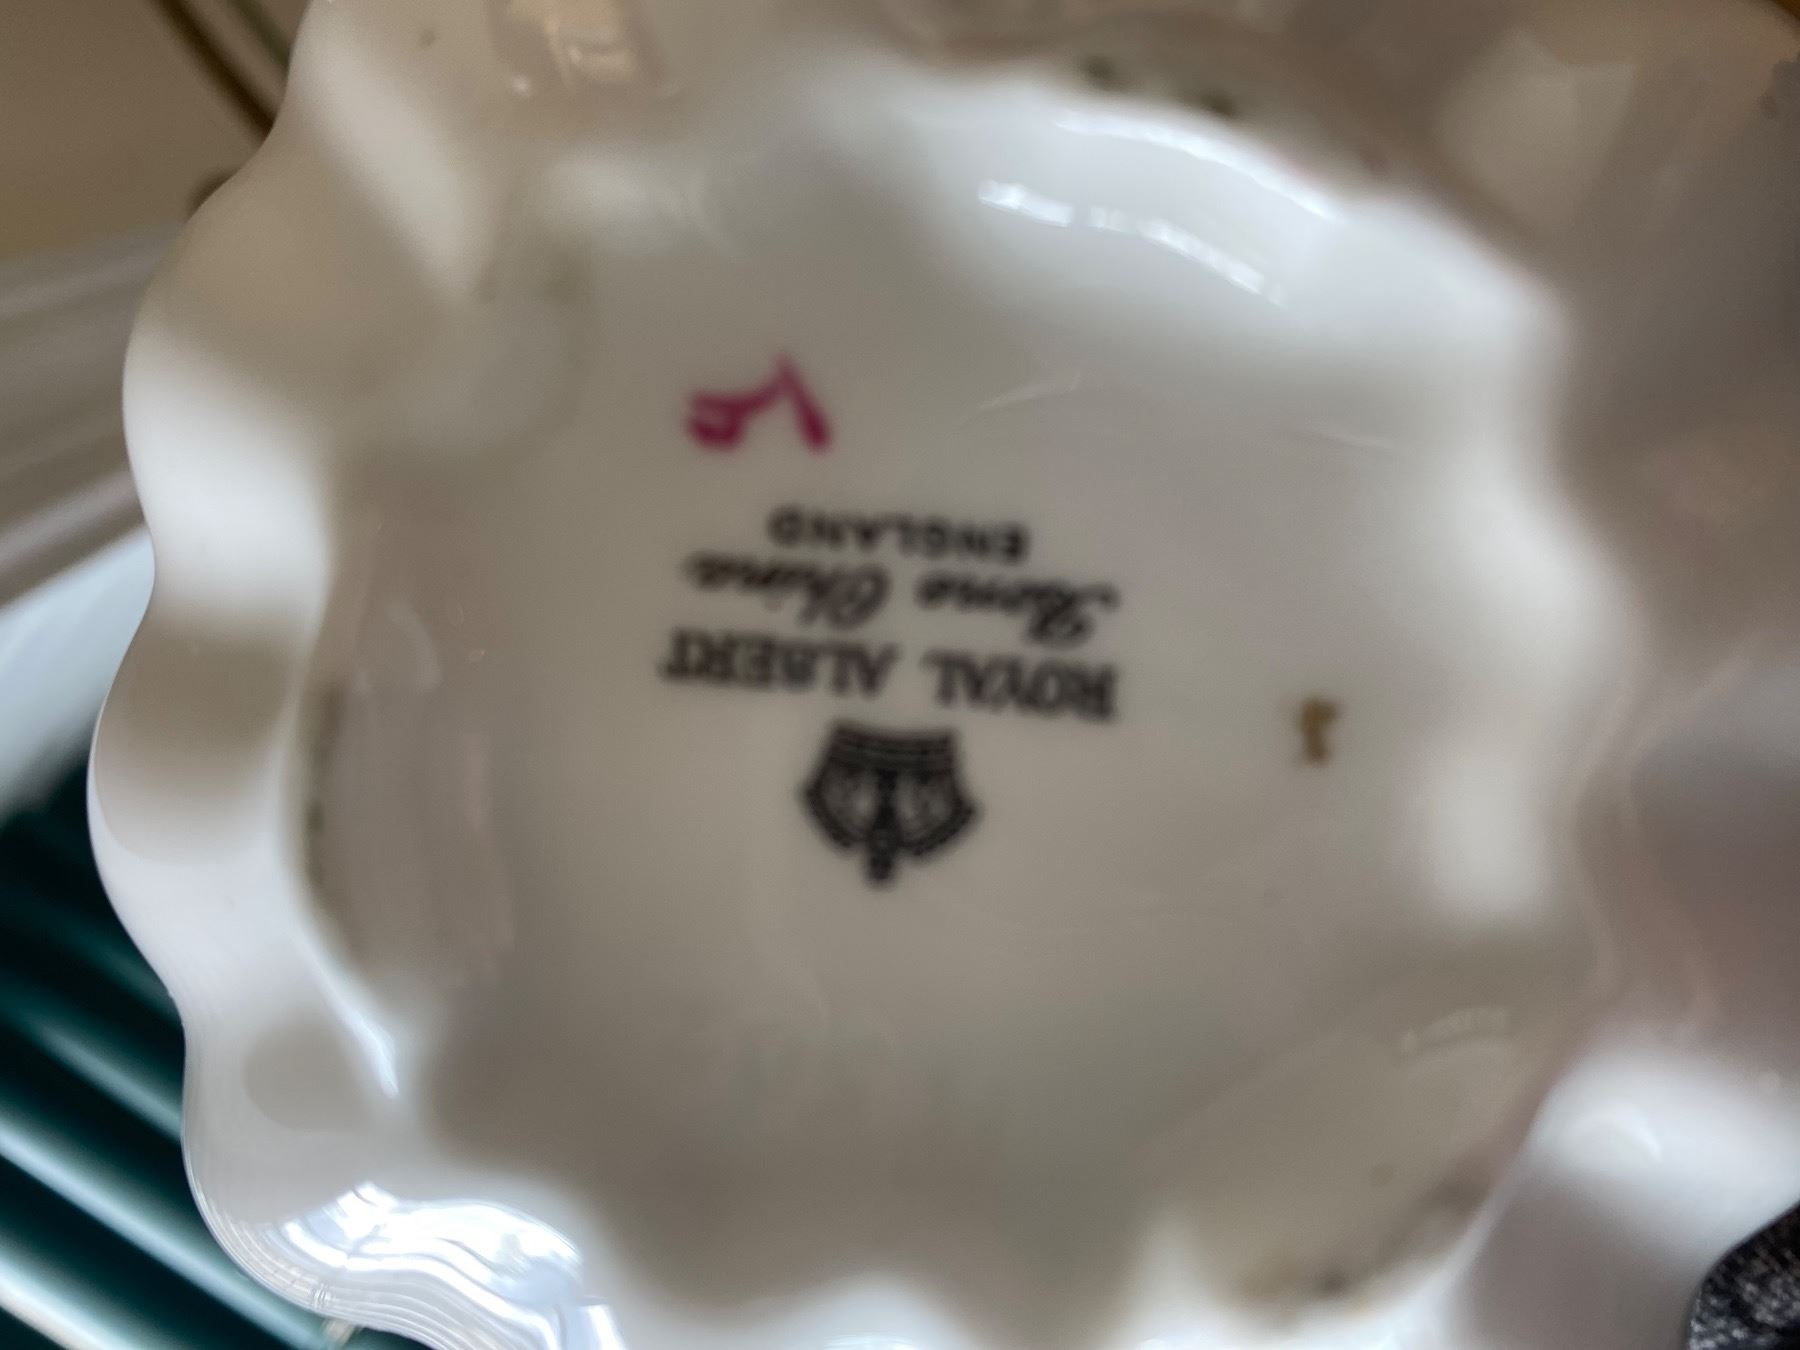 ROYAL ALBERT
Bone China
ENGLAND